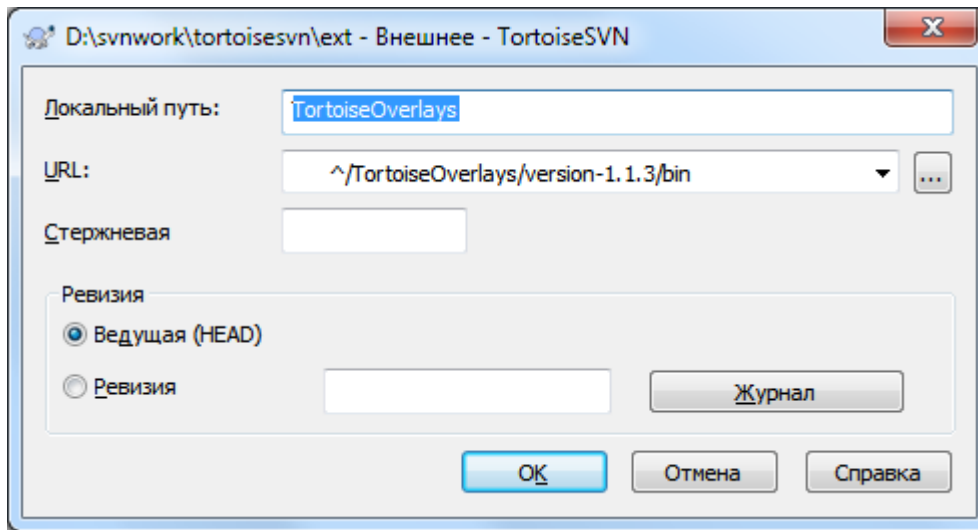 D:\svnwork\tortoisesvn\ext - Внешнее - TortoiseSVN
Локальный путь: TortoiseOverlays
URL: ^/TortoiseOverlays/version-1.1.3/bin ...
Стержневая
Ревизия
Ведущая (HEAD)
Ревизия Журнал
OK Отмена Справка